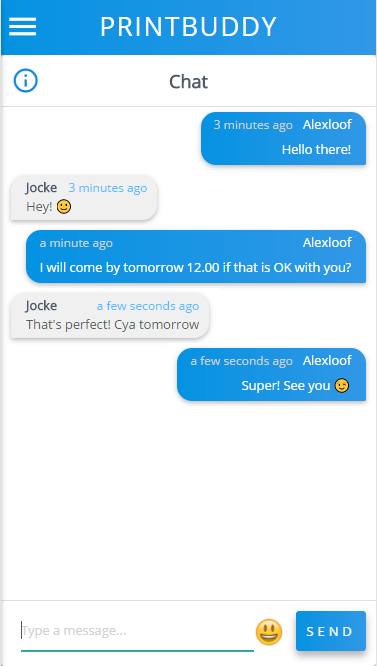 PRINTBUDDY
Chat
3 minutes ago Alexloof
Hello there!
Jocke 3 minutes ago
Hey! 🙂
a minute ago Alexloof
I will come by tomorrow 12.00 if that is OK with you?
Jocke a few seconds ago
That's perfect! Cya tomorrow
a few seconds ago Alexloof
Super! See you 😉
Type a message...
SEND